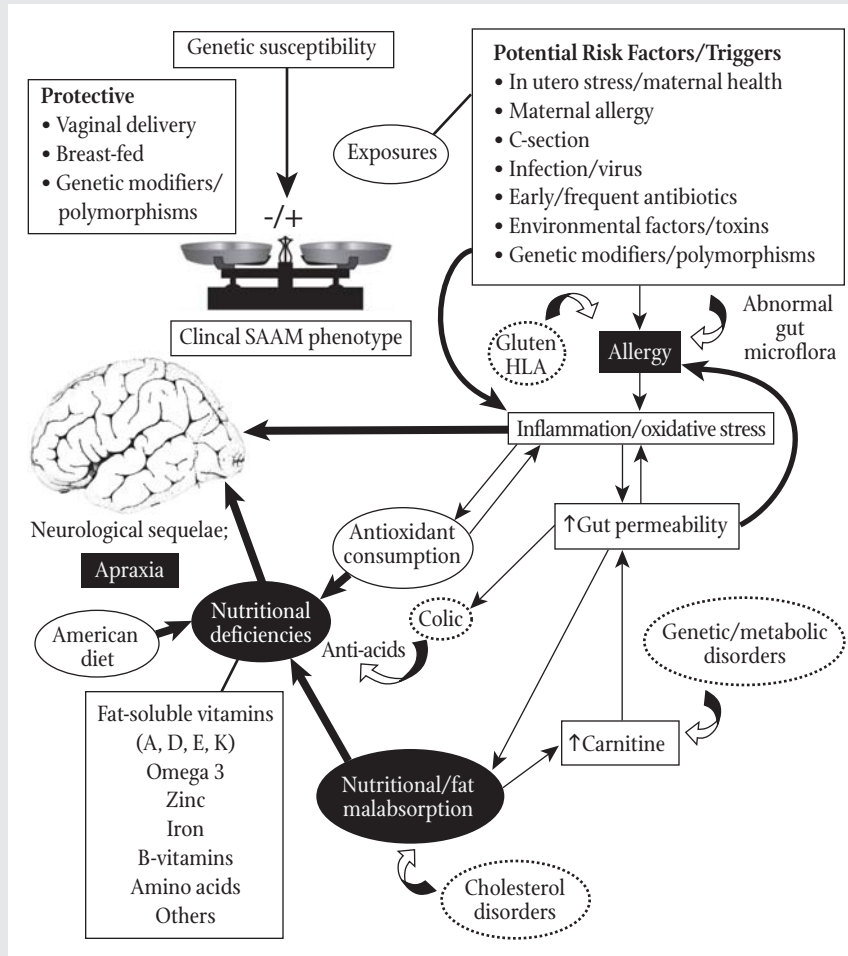 Genetic susceptibility
Protective
• Vaginal delivery
• Breast-fed
• Genetic modifiers/
polymorphisms
-/+
Clincal SAAM phenotype
Exposures
Potential Risk Factors/Triggers
• In utero stress/maternal health
• Maternal allergy
• C-section
• Infection/virus
• Early/frequent antibiotics
• Environmental factors/toxins
• Genetic modifiers/polymorphisms
Gluten
HLA
Allergy
Abnormal
gut
microflora
Inflammation/oxidative stress
Neurological sequelae;
Apraxia
Antioxidant
consumption
↑Gut permeability
American
diet
Nutritional
deficiencies
Anti-acids
Colic
Genetic/metabolic
disorders
Fat-soluble vitamins
(A, D, E, K)
Omega 3
Zinc
Iron
B-vitamins
Amino acids
Others
Nutritional/fat
malabsorption
↑Carnitine
Cholesterol
disorders